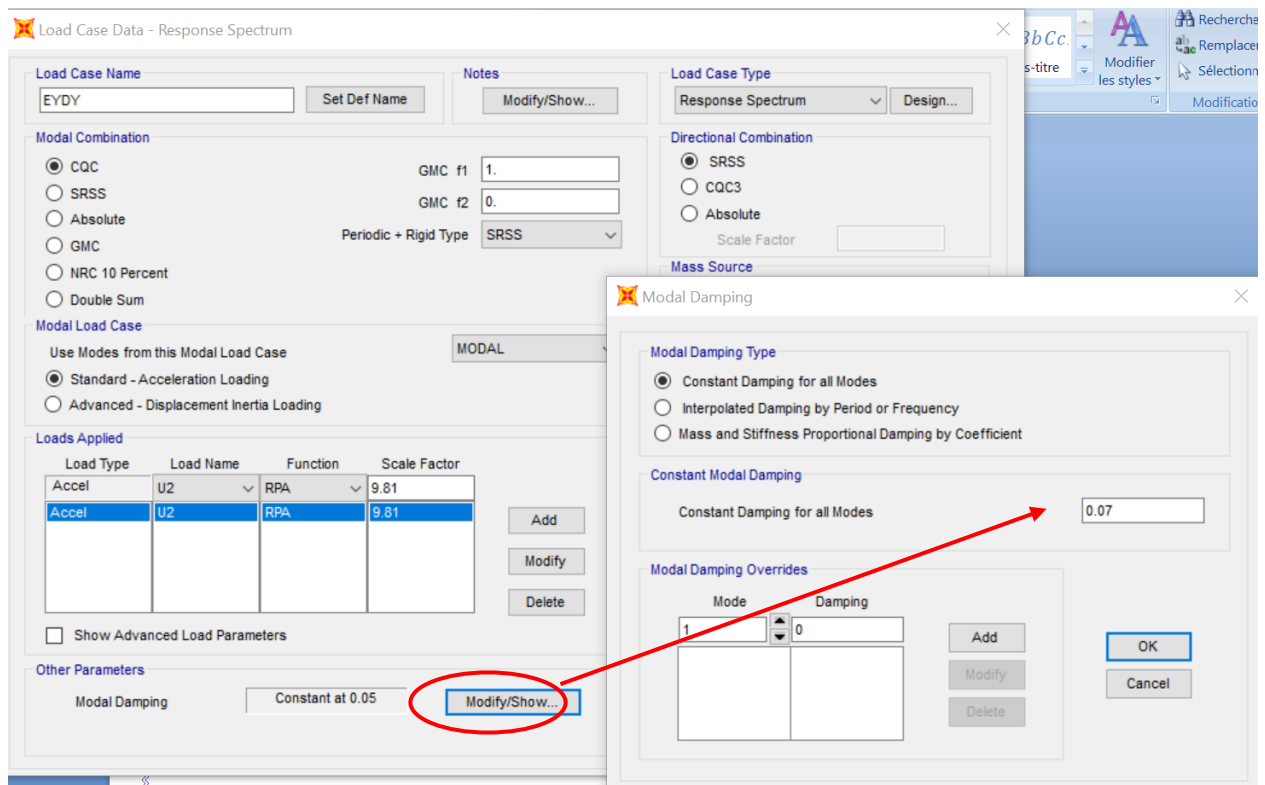 Load Case Data - Response Spectrum
Load Case Name
EYDY
Set Def Name
Notes
Modify/Show...
Load Case Type
Response Spectrum
Design...
Modal Combination
CQC
SRSS
Absolute
GMC
NRC 10 Percent
Double Sum
GMC f1 1.
GMC f2 0.
Periodic + Rigid Type SRSS
Directional Combination
SRSS
CQC3
Absolute
Scale Factor
Mass Source
Modal Load Case
Use Modes from this Modal Load Case MODAL
Standard - Acceleration Loading
Advanced - Displacement Inertia Loading
Loads Applied
Load Type Load Name Function Scale Factor
Accel U2 RPA 9.81
Accel U2 RPA 9.81
Add
Modify
Delete
Show Advanced Load Parameters
Other Parameters
Modal Damping Constant at 0.05 Modify/Show...
Modal Damping
Modal Damping Type
Constant Damping for all Modes
Interpolated Damping by Period or Frequency
Mass and Stiffness Proportional Damping by Coefficient
Constant Modal Damping
Constant Damping for all Modes 0.07
Modal Damping Overrides
Mode Damping
1 0
Add
Modify
Delete
OK
Cancel
BbCc.
s-titre
Modifier
les styles
Recherche
Remplacer
Sélectionn
Modificatio